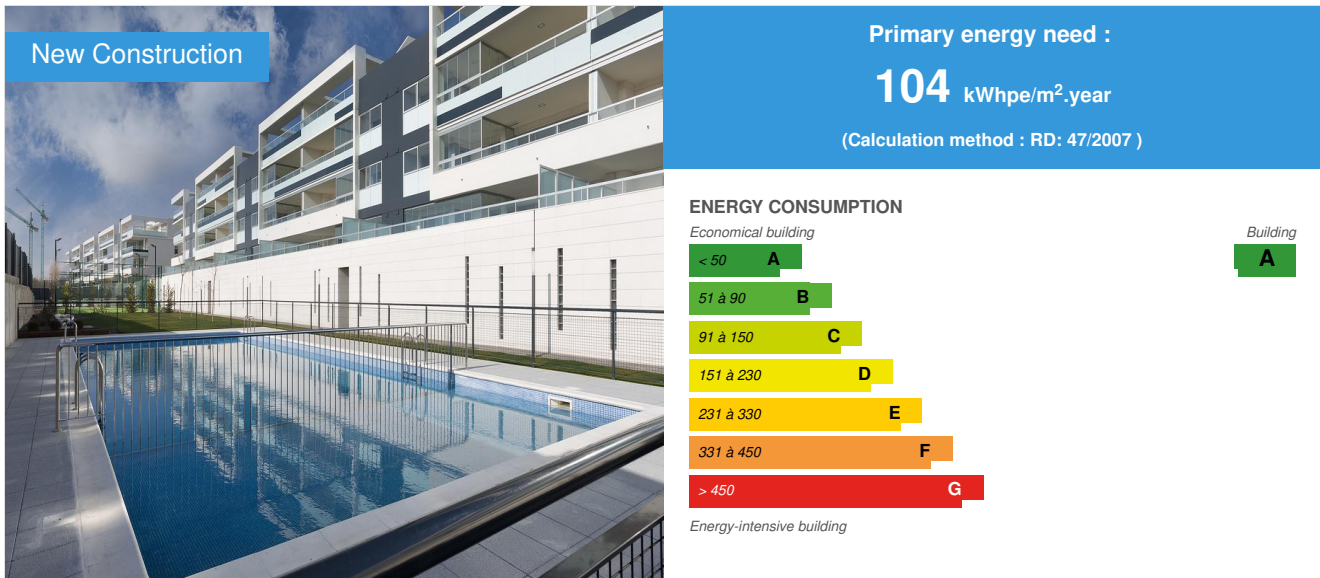 New Construction
Primary energy need :
104 kWhpe/m².year
(Calculation method : RD: 47/2007 )
ENERGY CONSUMPTION
Economical building
Building
< 50 A
A
51 à 90 B
91 à 150 C
151 à 230 D
231 à 330 E
331 à 450 F
> 450 G
Energy-intensive building